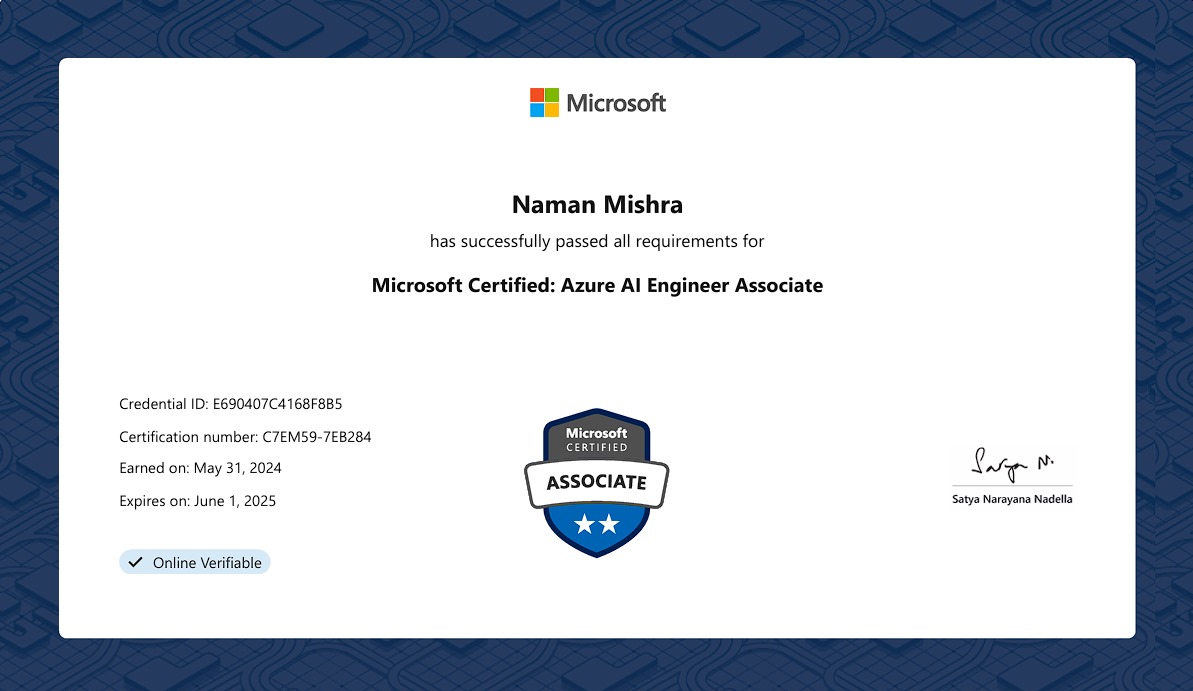 Microsoft
Naman Mishra
has successfully passed all requirements for
Microsoft Certified: Azure AI Engineer Associate
Credential ID: E690407C4168F8B5
Certification number: C7EM59-7EB284
Earned on: May 31, 2024
Expires on: June 1, 2025
Online Verifiable
Microsoft
CERTIFIED
ASSOCIATE
Satya N.
Satya Narayana Nadella